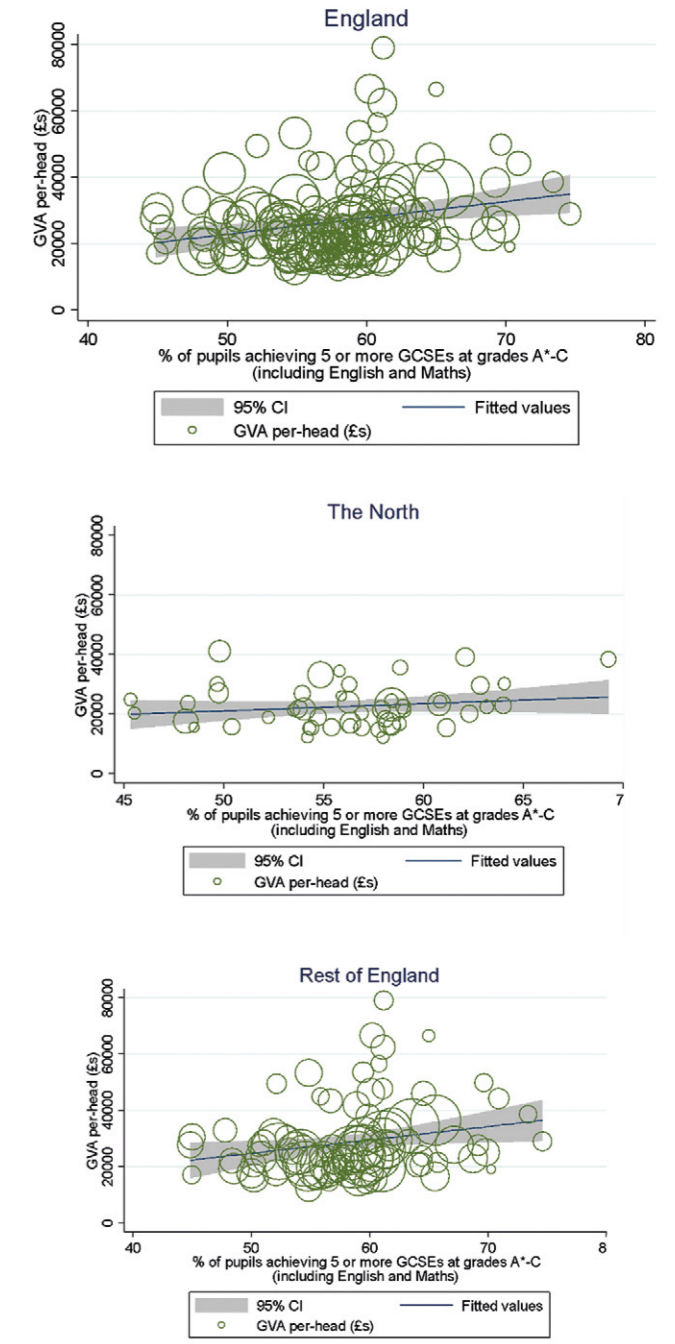 England
GVA per-head (£s)
80000
60000
40000
20000
0
40 50 60 70 80
% of pupils achieving 5 or more GCSEs at grades A*-C
(including English and Maths)
95% CI Fitted values
GVA per-head (£s)
The North
GVA per-head (£s)
80000
60000
40000
20000
0
45 50 55 60 65 7
% of pupils achieving 5 or more GCSEs at grades A*-C
(including English and Maths)
95% CI Fitted values
GVA per-head (£s)
Rest of England
GVA per-head (£s)
80000
60000
40000
20000
0
40 50 60 70 8
% of pupils achieving 5 or more GCSEs at grades A*-C
(including English and Maths)
95% CI Fitted values
GVA per-head (£s)